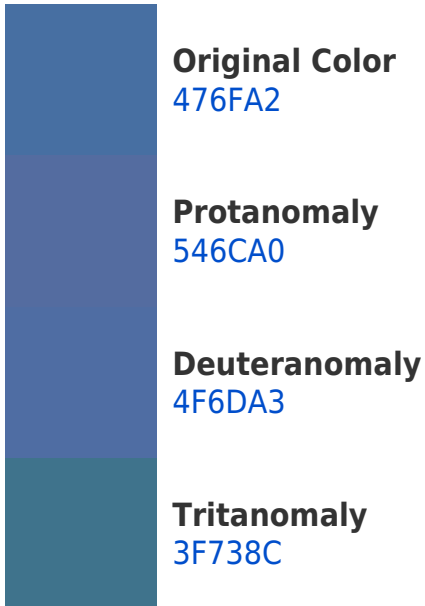 Original Color
476FA2
Protanomaly
546CA0
Deuteranomaly
4F6DA3
Tritanomaly
3F738C